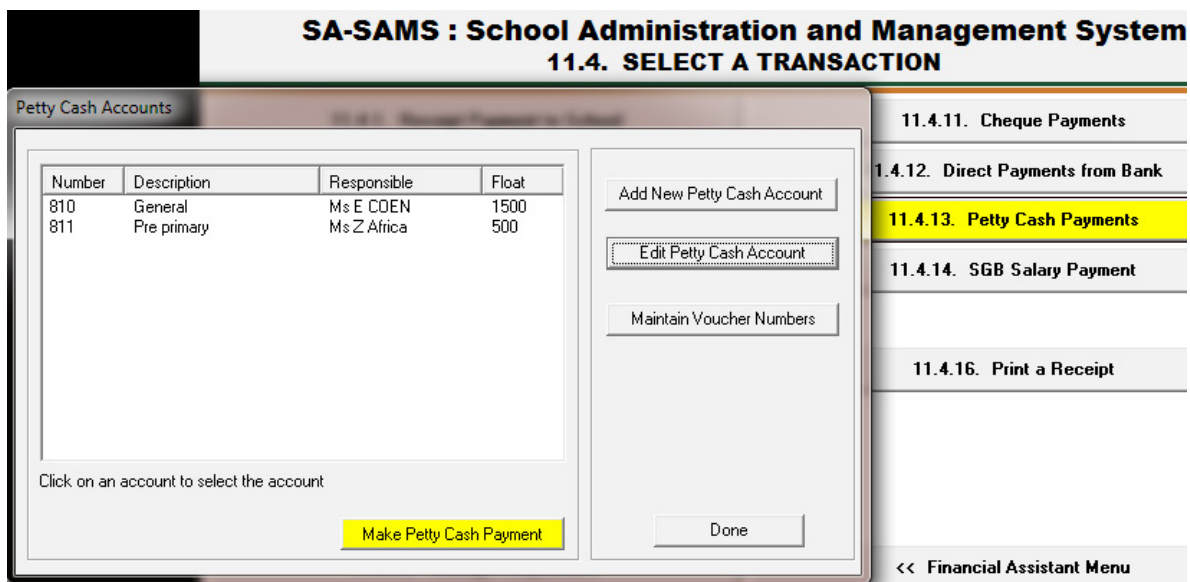 SA-SAMS : School Administration and Management System
11.4. SELECT A TRANSACTION
Petty Cash Accounts
Number Description Responsible Float
810 General Ms E COEN 1500
811 Pre primary Ms Z Africa 500
Click on an account to select the account
Make Petty Cash Payment
Add New Petty Cash Account
Edit Petty Cash Account
Maintain Voucher Numbers
Done
11.4.11. Cheque Payments
1.4.12. Direct Payments from Bank
11.4.13. Petty Cash Payments
11.4.14. SGB Salary Payment
11.4.16. Print a Receipt
<< Financial Assistant Menu